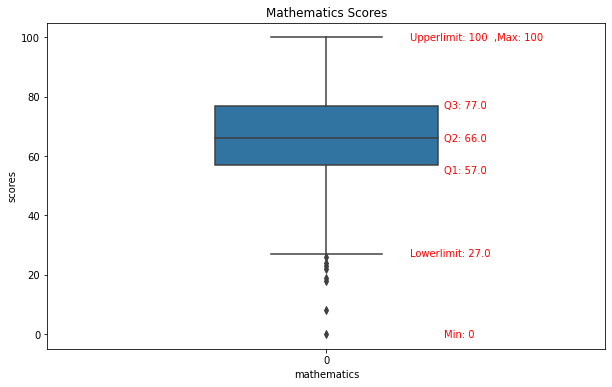 Mathematics Scores
100
Upperlimit: 100 ,Max: 100
80
Q3: 77.0
Q2: 66.0
60
Q1: 57.0
scores
40
Lowerlimit: 27.0
20
0
Min: 0
0
mathematics